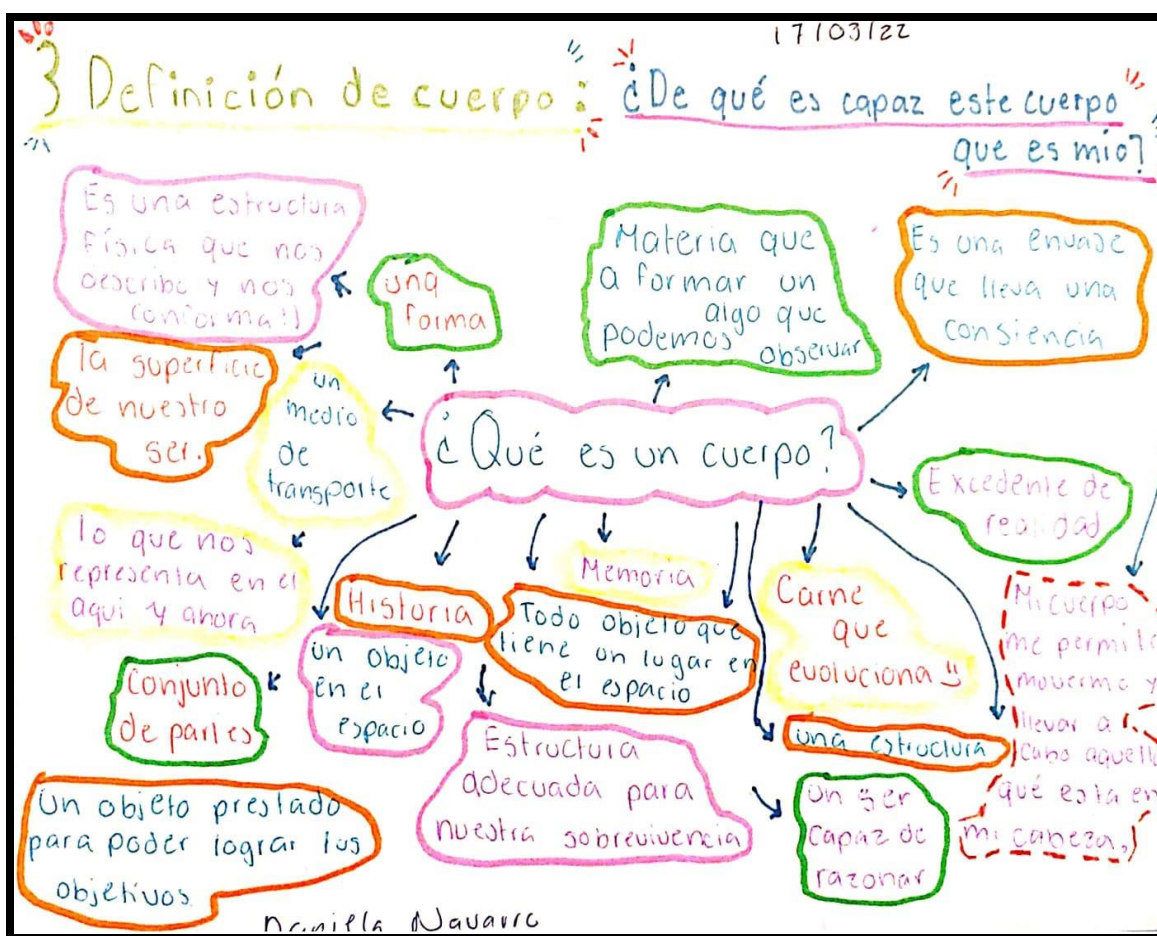 17/03/22
3 Definición de cuerpo:
¿De qué es capaz este cuerpo
que es mio?
Es una estructura
física que nos
describe y nos
conforma!!
una
forma
Materia que
a formar un
algo que
podemos observar
Es una envase
que lleva una
consiencia
la superficie
de nuestro
ser.
un
medio
de
transporte
¿Qué es un cuerpo?
Excedente de
realidad
lo que nos
representa en el
aqui y ahora
Historia
Memoria
Todo objeto que
tiene un lugar en
el espacio
Carne
que
evoluciona
Mi cuerpo
me permite
moverme y
llevar a
cabo aquello
qué esta en
mi cabeza,
Conjunto
de partes
un objeto
en el
espacio
una estructura
Estructura
adecuada para
nuestra sobrevivencia
Un ser
capaz de
razonar
Un objeto prestado
para poder lograr tus
objetivos
Daniella Navarro